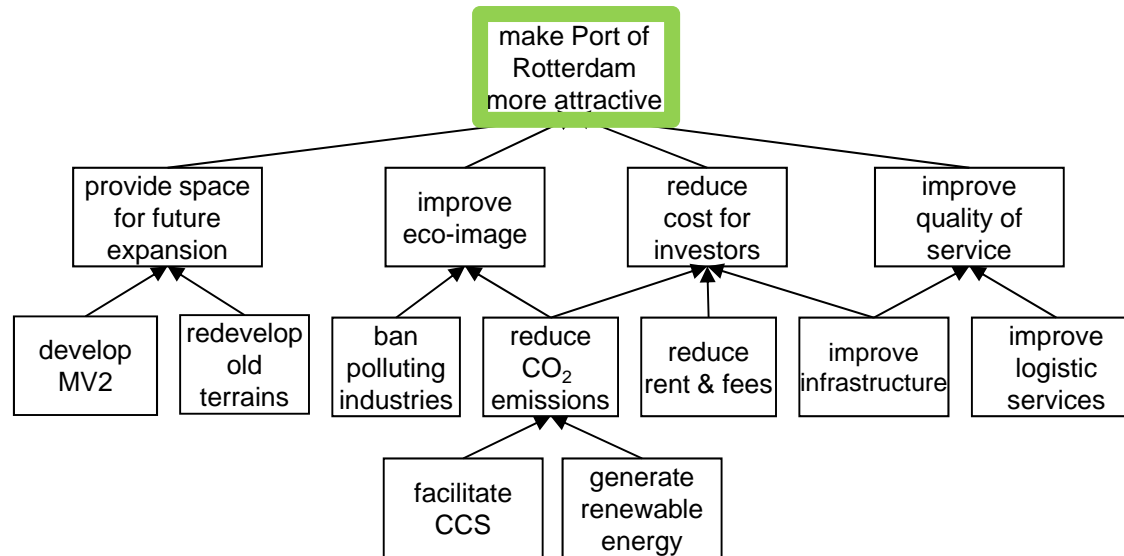 make Port of
Rotterdam
more attractive
provide space
for future
expansion
improve
eco-image
reduce
cost for
investors
improve
quality of
service
develop
MV2
redevelop
old
terrains
ban
polluting
industries
reduce
CO₂
emissions
reduce
rent & fees
improve
infrastructure
improve
logistic
services
facilitate
CCS
generate
renewable
energy